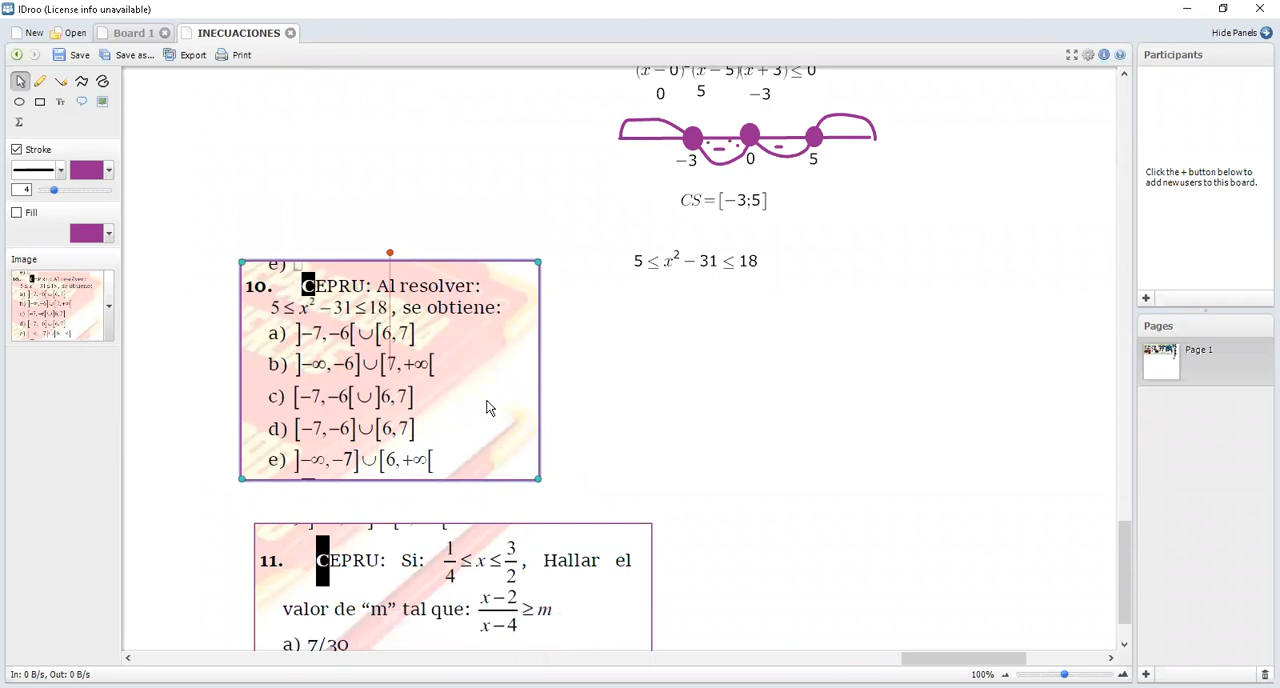 IDroo (License info unavailable)
New Open Board 1 INECUACIONES Hide Panels
Save Save as... Export Print
Stroke
4
Fill
Image
(x−0)²(x−5)(x+3) ≤ 0
0 5 −3
−3 0 5
CS = [−3;5]
5 ≤ x² − 31 ≤ 18
e)
10. CEPRU: Al resolver:
5 ≤ x² − 31 ≤ 18 , se obtiene:
a) ]−7,−6[∪[6,7]
b) ]−∞,−6]∪[7,+∞[
c) [−7,−6[∪]6,7]
d) [−7,−6]∪[6,7]
e) ]−∞,−7]∪[6,+∞[
11. CEPRU: Si: 1/4 ≤ x ≤ 3/2 , Hallar el
valor de “m” tal que: x−2/x−4 ≥ m
a) 7/30
Participants
Click the + button below to
add new users to this board.
Pages
Page 1
In: 0 B/s, Out: 0 B/s
100%